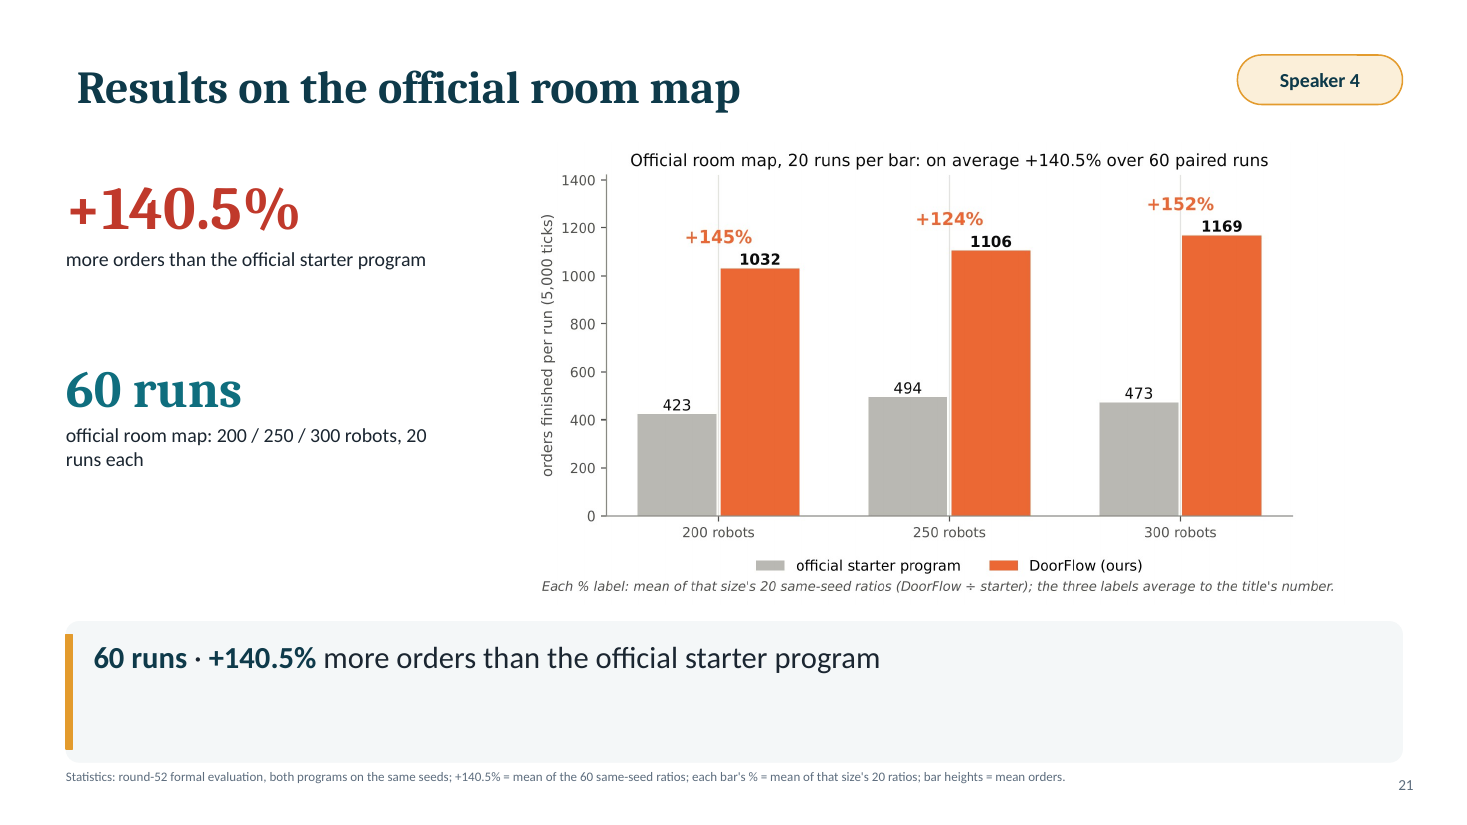 Results on the official room map
Speaker 4
+140.5%
more orders than the official starter program
60 runs
official room map: 200 / 250 / 300 robots, 20
runs each
Official room map, 20 runs per bar: on average +140.5% over 60 paired runs
orders finished per run (5,000 ticks)
1400
1200
1000
800
600
400
200
0
+145%
1032
423
+124%
1106
494
+152%
1169
473
200 robots
250 robots
300 robots
official starter program
DoorFlow (ours)
Each % label: mean of that size's 20 same-seed ratios (DoorFlow ÷ starter); the three labels average to the title's number.
60 runs · +140.5% more orders than the official starter program
Statistics: round-52 formal evaluation, both programs on the same seeds; +140.5% = mean of the 60 same-seed ratios; each bar's % = mean of that size's 20 ratios; bar heights = mean orders.
21